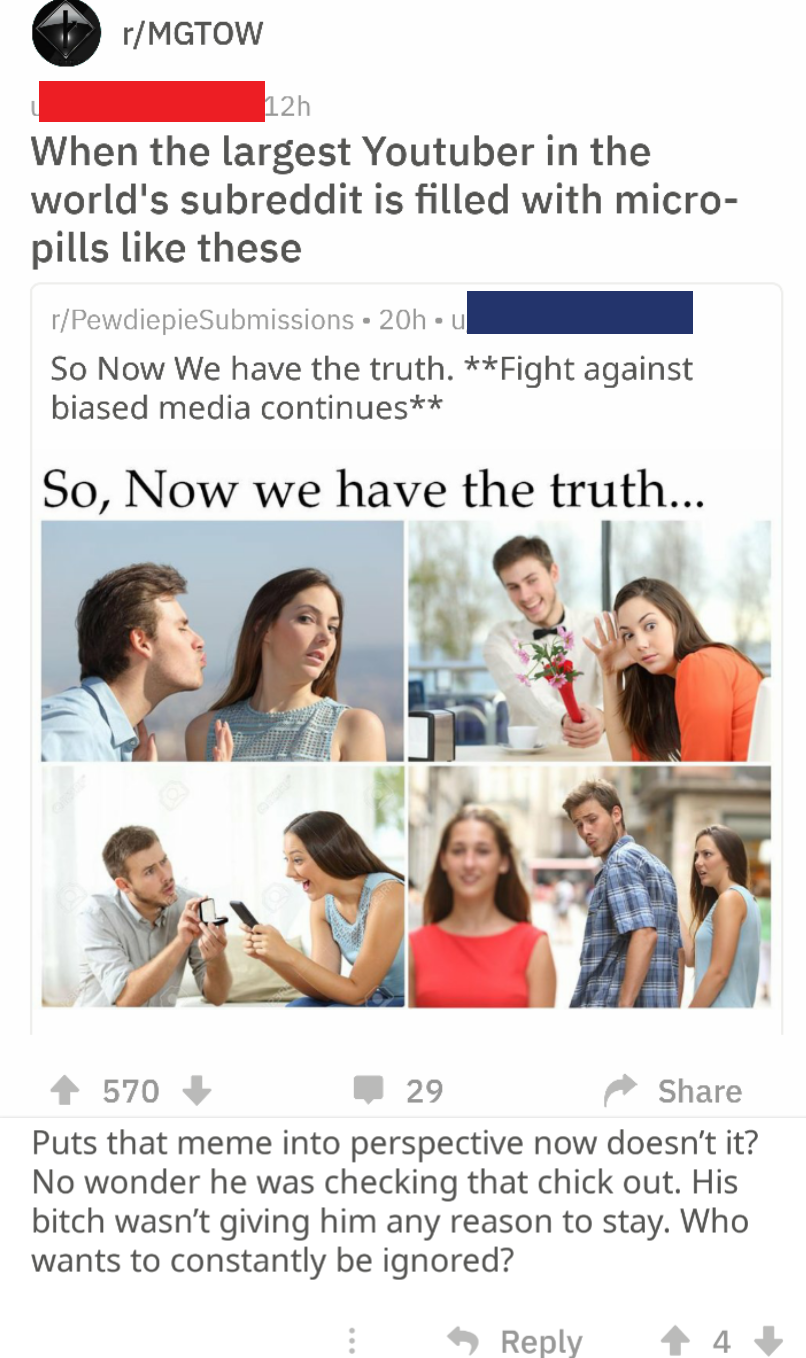 r/MGTOW
12h
When the largest Youtuber in the
world's subreddit is filled with micro-
pills like these
r/PewdiepieSubmissions • 20h • u
So Now We have the truth. **Fight against
biased media continues**
So, Now we have the truth...
570
29
Share
Puts that meme into perspective now doesn't it?
No wonder he was checking that chick out. His
bitch wasn't giving him any reason to stay. Who
wants to constantly be ignored?
Reply
4